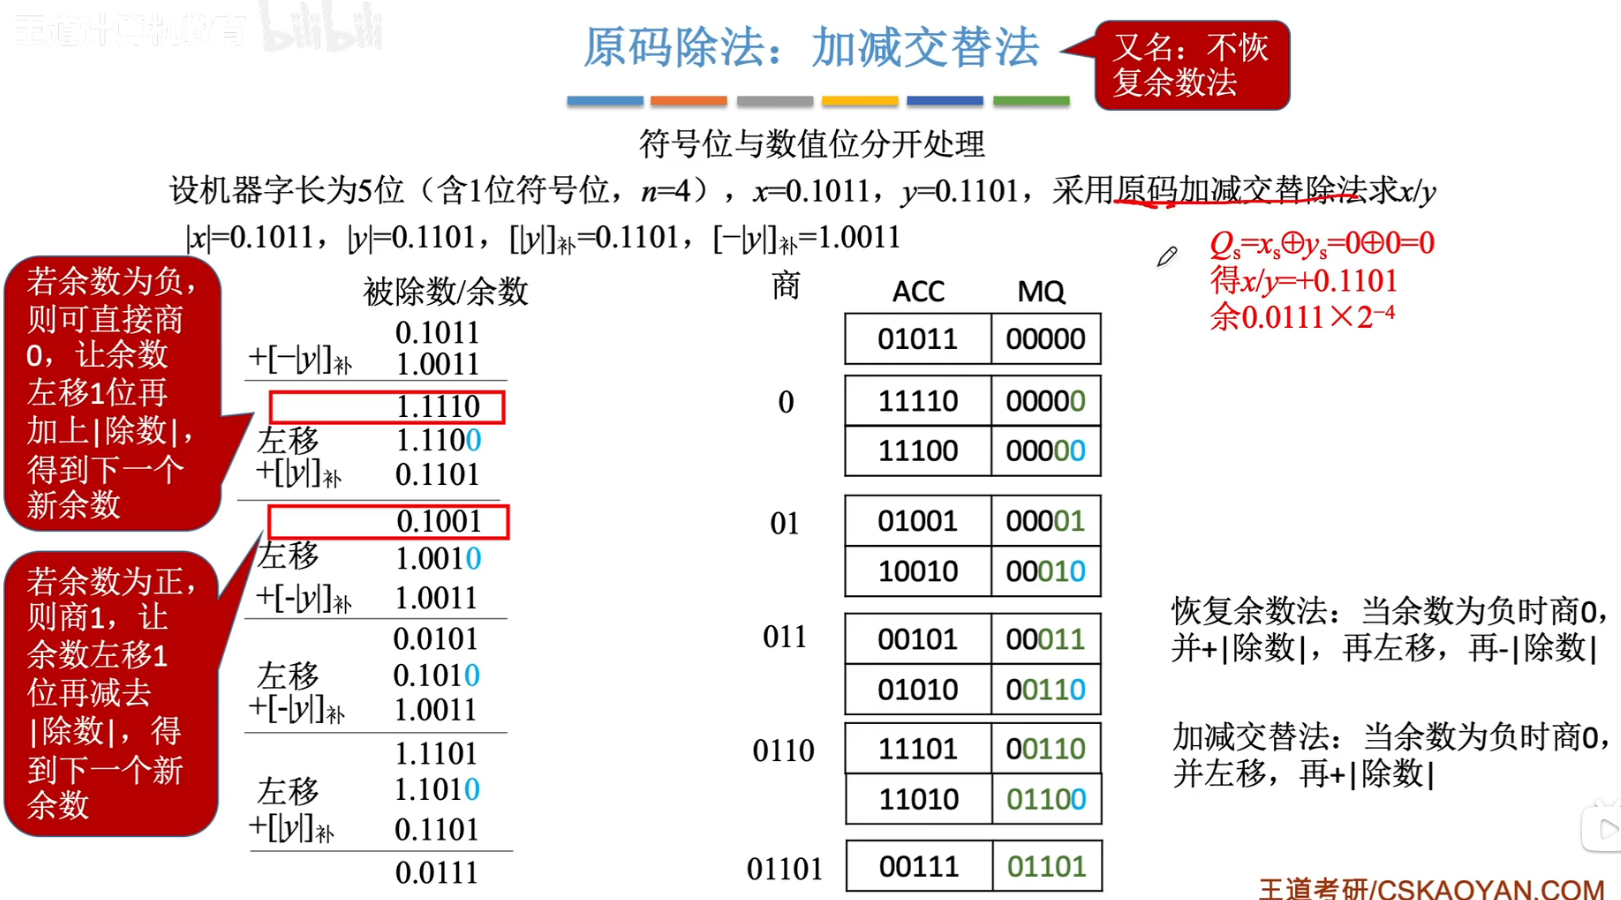 王道计算机教育 bilibili
原码除法：加减交替法
又名：不恢
复余数法
符号位与数值位分开处理
设机器字长为5位（含1位符号位，n=4），x=0.1011，y=0.1101，采用原码加减交替除法求x/y
|x|=0.1011，|y|=0.1101，[|y|]补=0.1101，[−|y|]补=1.0011
Qs=xs⊕ys=0⊕0=0
得x/y=+0.1101
余0.0111×2⁻⁴
若余数为负，
则可直接商
0，让余数
左移1位再
加上|除数|，
得到下一个
新余数
若余数为正，
则商1，让
余数左移1
位再减去
|除数|，得
到下一个新
余数
被除数/余数
0.1011
+[−|y|]补 1.0011
1.1110
左移 1.1100
+[|y|]补 0.1101
0.1001
左移 1.0010
+[-|y|]补 1.0011
0.0101
左移 0.1010
+[-|y|]补 1.0011
1.1101
左移 1.1010
+[|y|]补 0.1101
0.0111
商 ACC MQ
01011 00000
0 11110 00000
11100 00000
01 01001 00001
10010 00010
011 00101 00011
01010 00110
0110 11101 00110
11010 01100
01101 00111 01101
恢复余数法：当余数为负时商0，
并+|除数|，再左移，再-|除数|
加减交替法：当余数为负时商0，
并左移，再+|除数|
王道考研/CSKAOYAN.COM